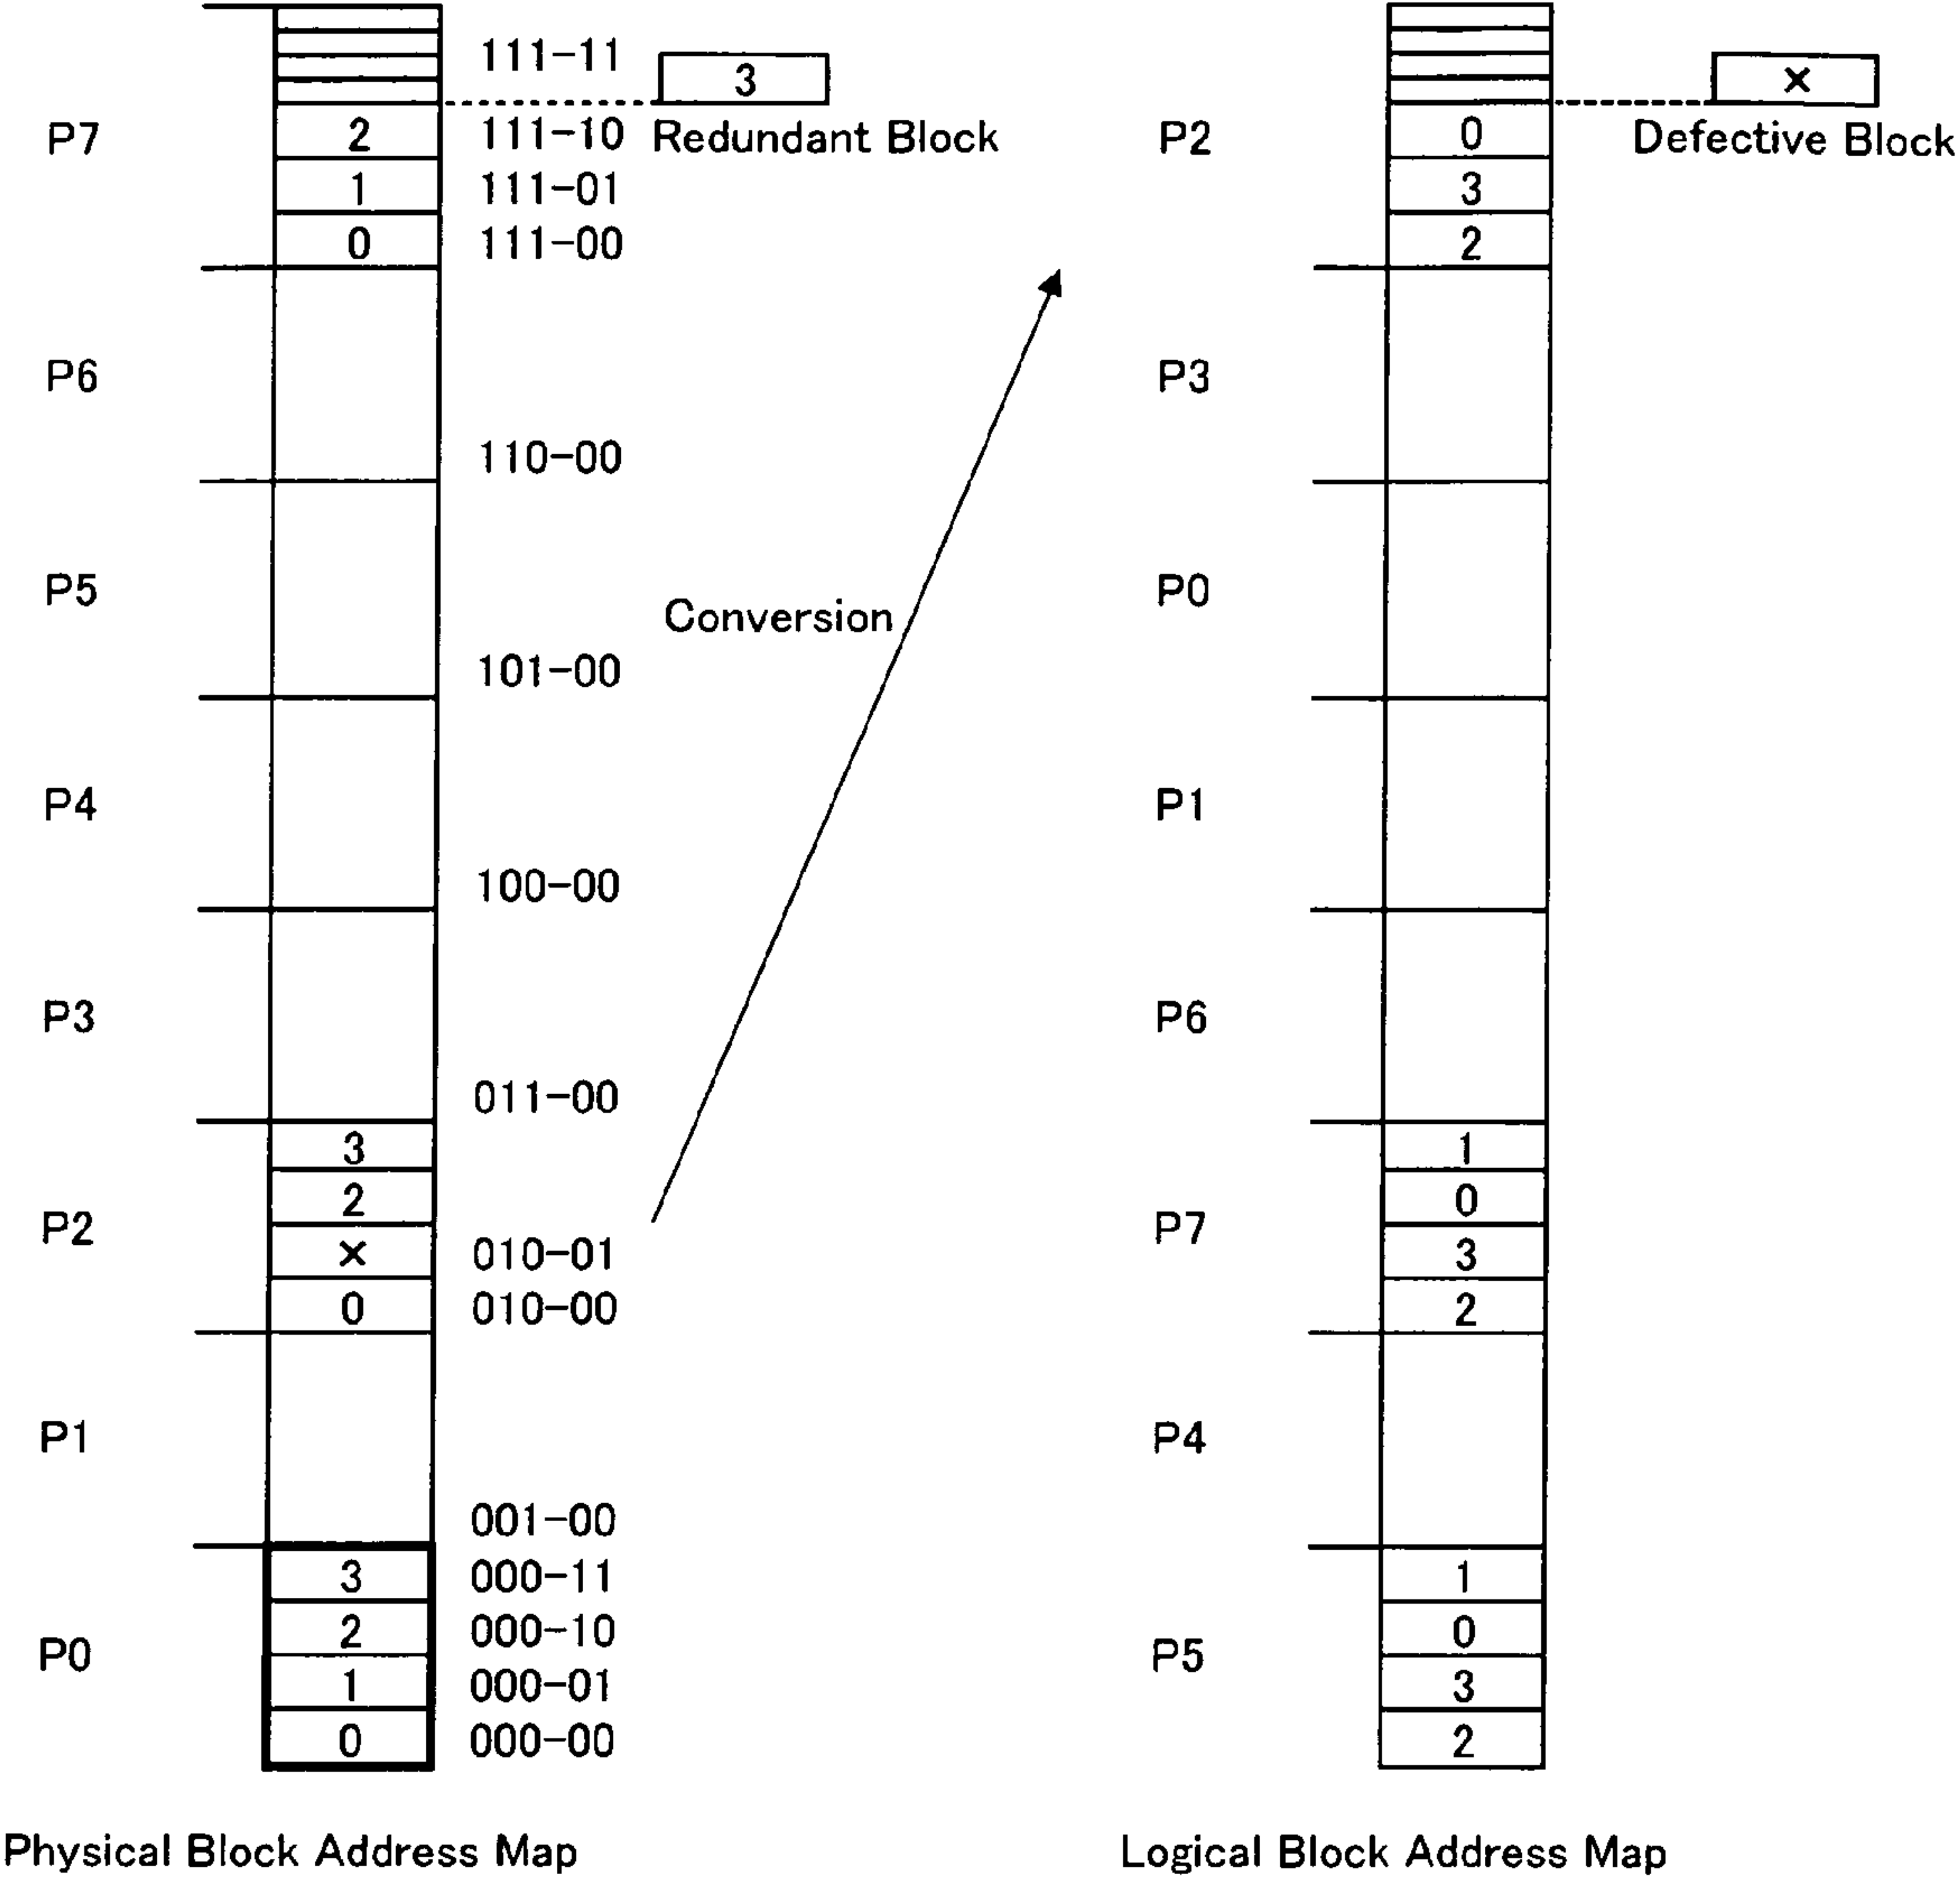 111-11
3
×
P7
2
111-10
Redundant Block
P2
0
Defective Block
1
111-01
3
0
111-00
2
P6
P3
110-00
P5
P0
Conversion
101-00
P4
P1
100-00
P3
P6
011-00
3
1
2
0
P2
P7
×
010-01
3
0
010-00
2
P1
P4
001-00
3
000-11
1
2
000-10
0
P0
P5
1
000-01
3
0
000-00
2
Physical Block Address Map
Logical Block Address Map